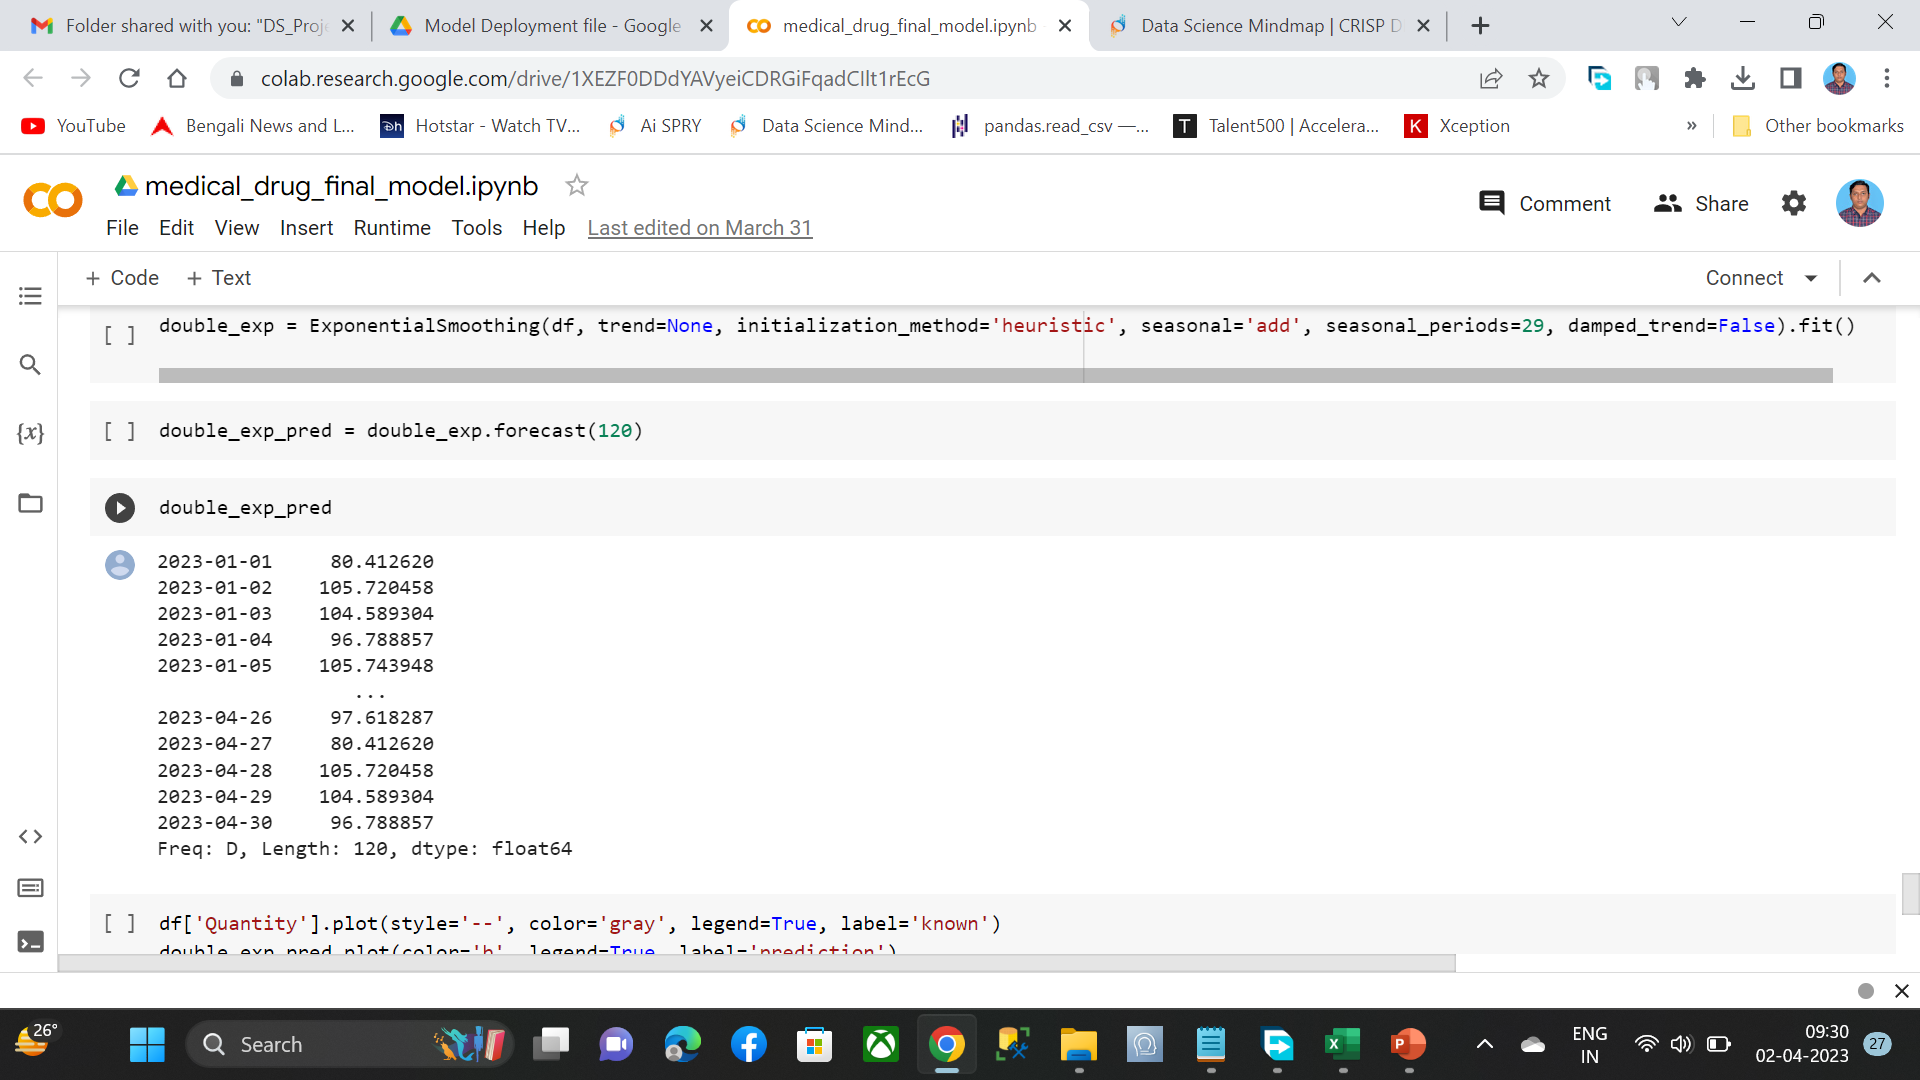 Folder shared with you: "DS_Proje
Model Deployment file - Google
medical_drug_final_model.ipynb
Data Science Mindmap | CRISP D
colab.research.google.com/drive/1XEZF0DDdYAVyeiCDRGiFqadCIlt1rEcG
YouTube
Bengali News and L...
Hotstar - Watch TV...
Ai SPRY
Data Science Mind...
pandas.read_csv —...
Talent500 | Accelera...
Xception
»
Other bookmarks
medical_drug_final_model.ipynb
Comment
Share
File Edit View Insert Runtime Tools Help Last edited on March 31
+ Code + Text
Connect
[ ] double_exp = ExponentialSmoothing(df, trend=None, initialization_method='heuristic', seasonal='add', seasonal_periods=29, damped_trend=False).fit()
[ ] double_exp_pred = double_exp.forecast(120)
double_exp_pred
2023-01-01 80.412620
2023-01-02 105.720458
2023-01-03 104.589304
2023-01-04 96.788857
2023-01-05 105.743948
...
2023-04-26 97.618287
2023-04-27 80.412620
2023-04-28 105.720458
2023-04-29 104.589304
2023-04-30 96.788857
Freq: D, Length: 120, dtype: float64
[ ] df['Quantity'].plot(style='--', color='gray', legend=True, label='known')
double_exp_pred.plot(color='b', legend=True, label='prediction')
26°
Search
ENG
IN
09:30
02-04-2023
27